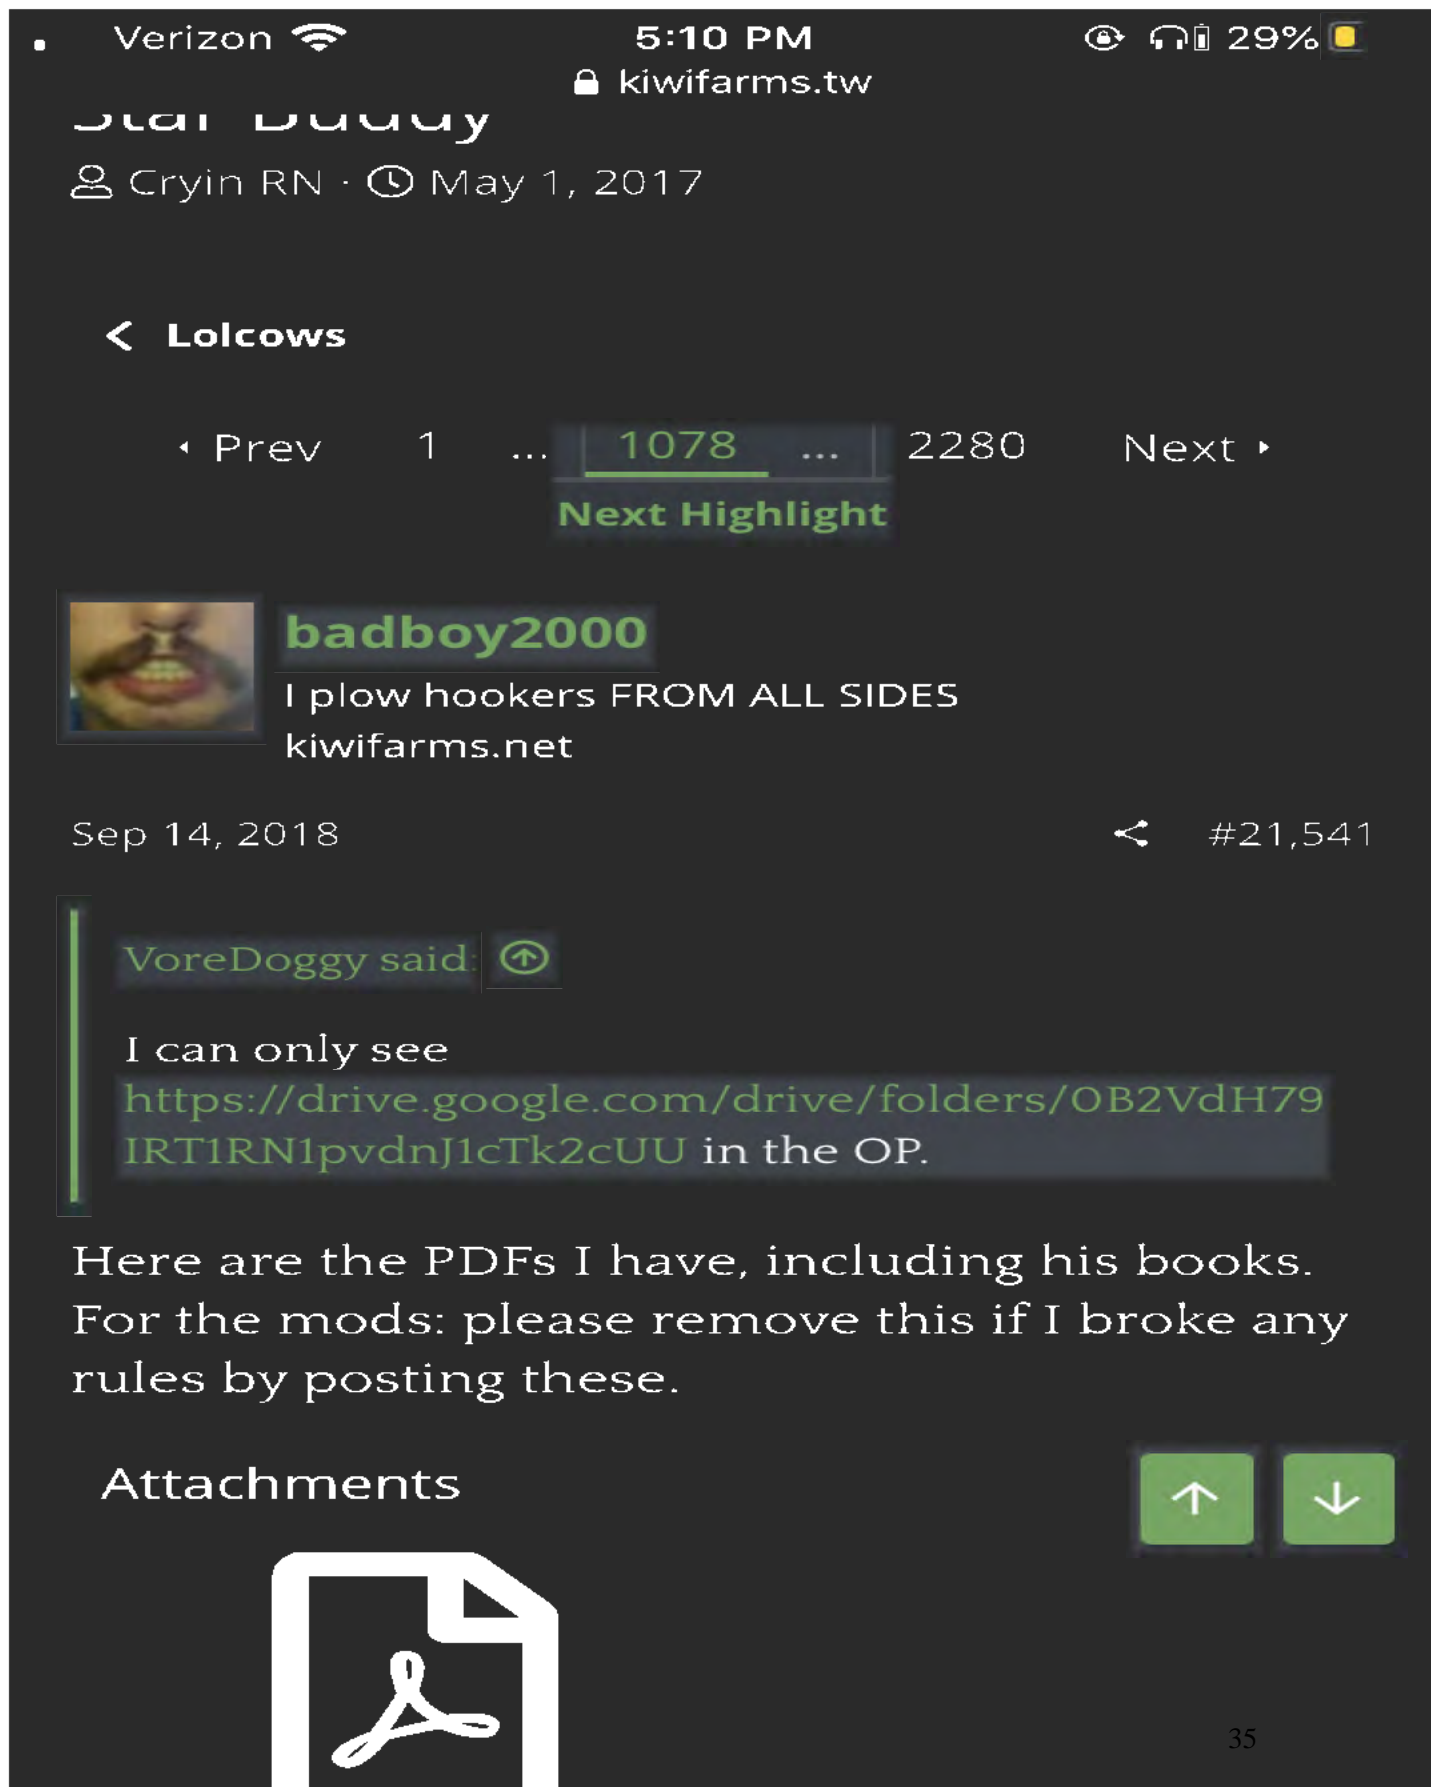 Verizon 5:10 PM 29%
kiwifarms.tw
Star Buddy
Cryin RN · May 1, 2017
Lolcows
Prev 1 ... 1078 ... 2280 Next
Next Highlight
badboy2000
I plow hookers FROM ALL SIDES
kiwifarms.net
Sep 14, 2018 #21,541
VoreDoggy said:
I can only see
https://drive.google.com/drive/folders/0B2VdH79
IRT1RN1pvdnJ1cTk2cUU in the OP.
Here are the PDFs I have, including his books.
For the mods: please remove this if I broke any
rules by posting these.
Attachments
35